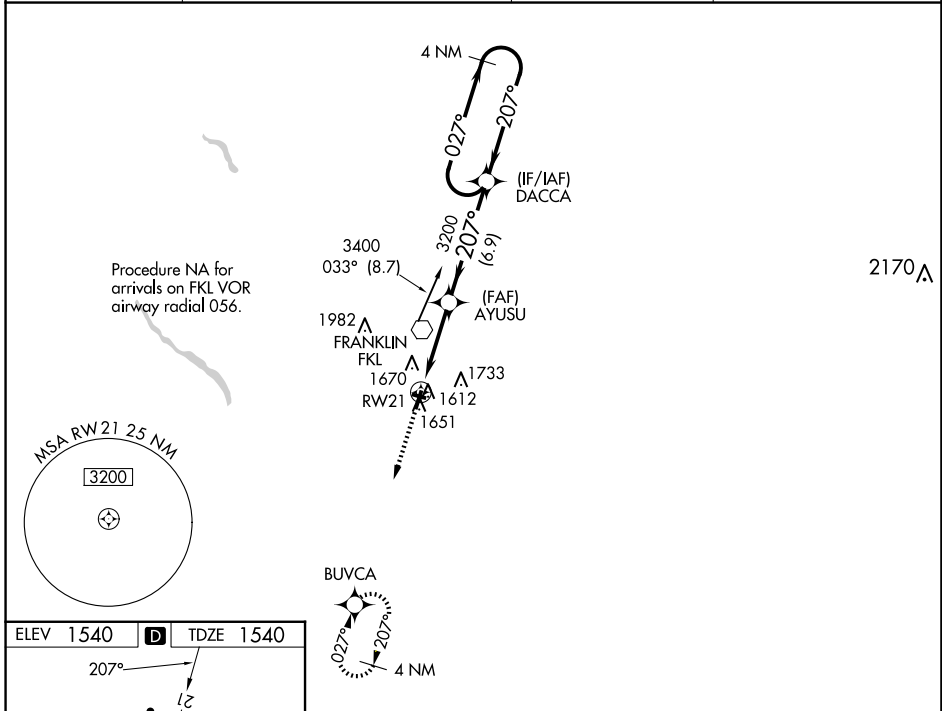 4 NM
027°
207°
(IF/IAF)
DACCA
3200
207°
(6.9)
3400
033° (8.7)
Procedure NA for
arrivals on FKL VOR
airway radial 056.
2170
(FAF)
AYUSU
1982
FRANKLIN
FKL
1670
1733
RW21
1612
1651
MSA RW21 25 NM
3200
BUVCA
027°
207°
4 NM
ELEV 1540 D TDZE 1540
207°
21